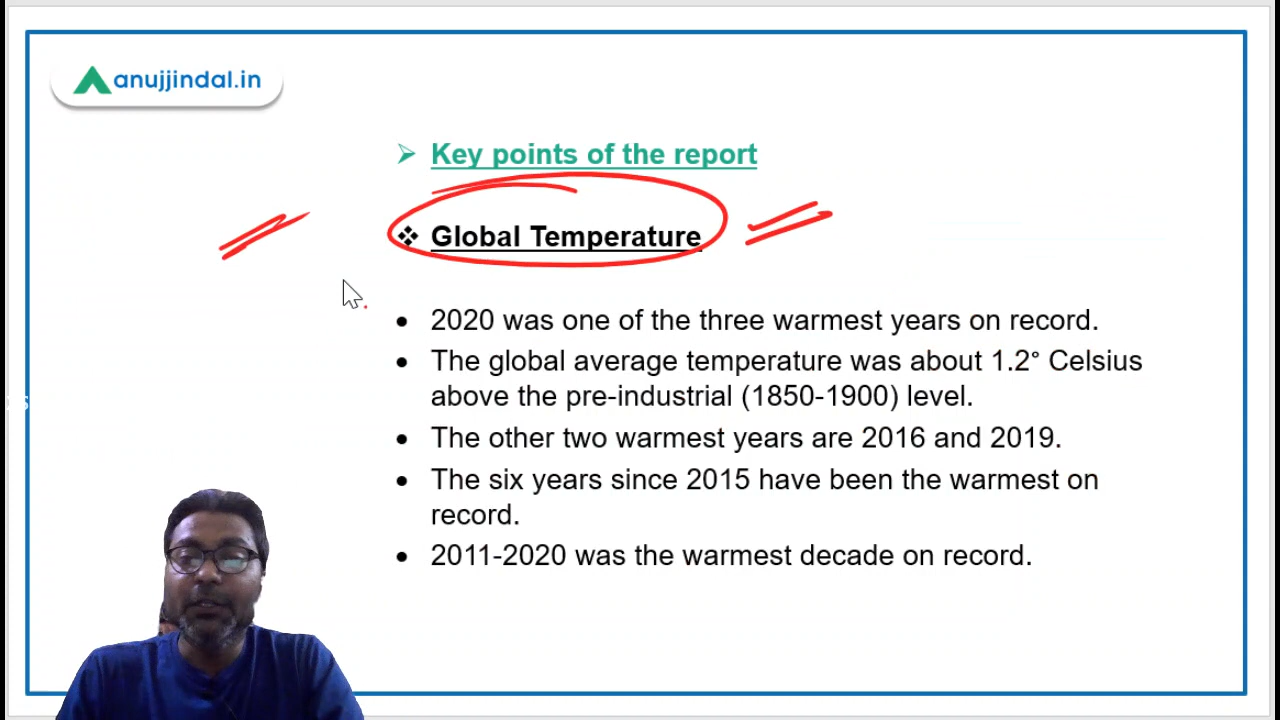 anujjindal.in
Key points of the report
Global Temperature
2020 was one of the three warmest years on record.
The global average temperature was about 1.2° Celsius
above the pre-industrial (1850-1900) level.
The other two warmest years are 2016 and 2019.
The six years since 2015 have been the warmest on
record.
2011-2020 was the warmest decade on record.